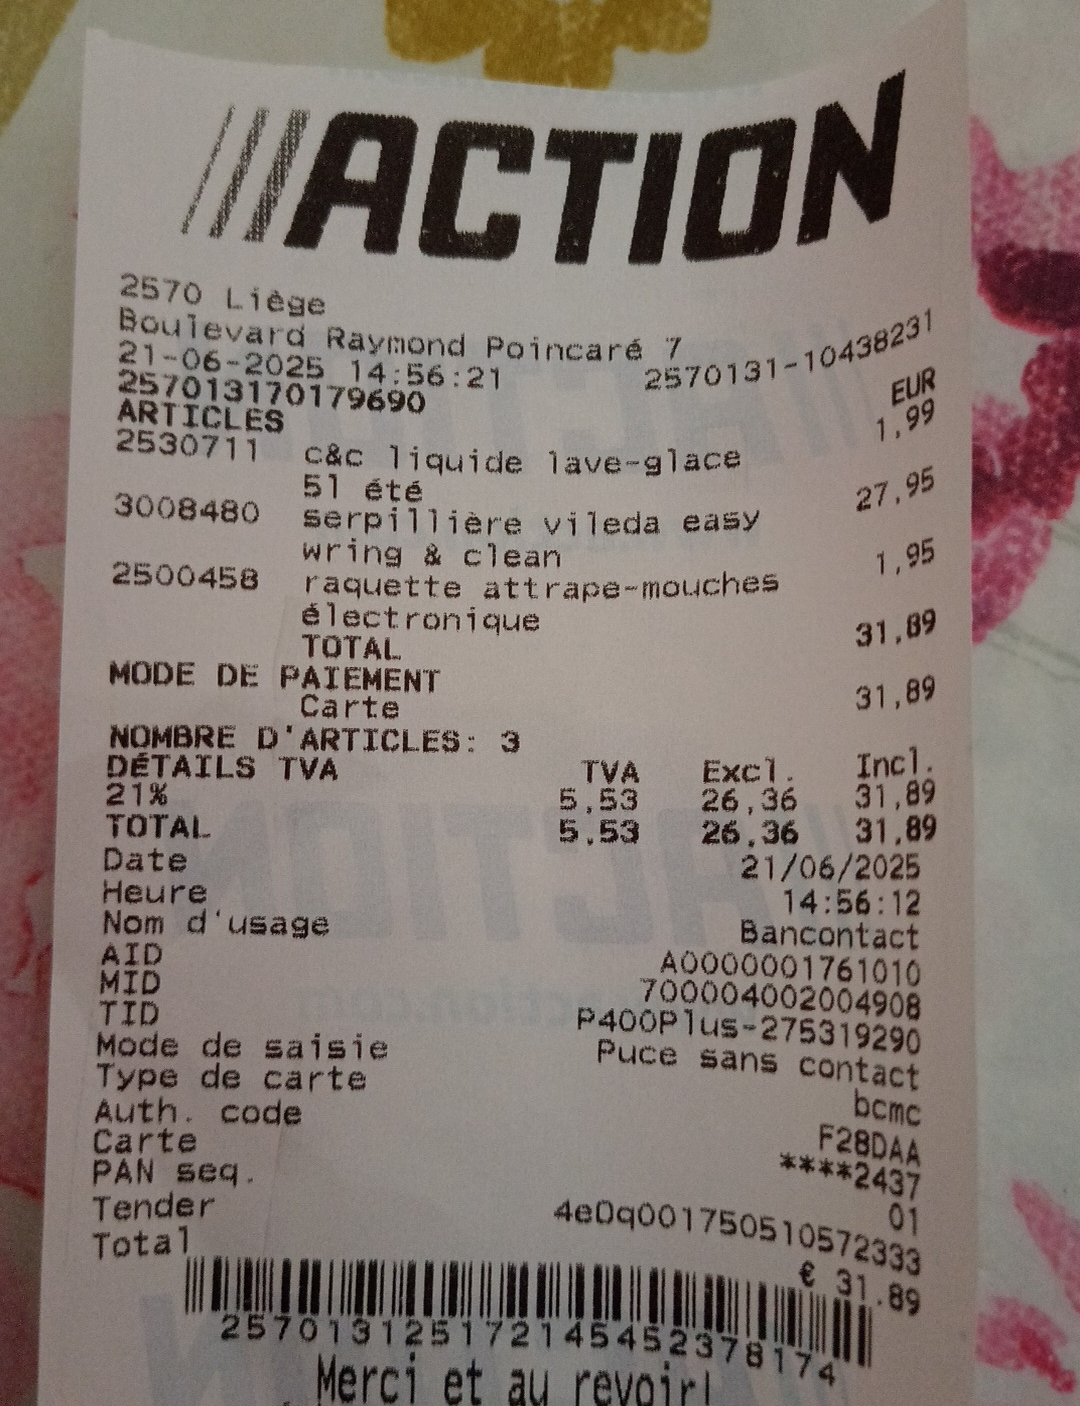 ///ACTION
2570 Liège
Boulevard Raymond Poincaré 7
21-06-2025 14:56:21 2570131-10438231
257013170179690
EUR
ARTICLES
2530711 c&c liquide lave-glace 1,99
5l été
3008480 serpillière vileda easy 27,95
wring & clean
2500458 raquette attrape-mouches 1,95
électronique
TOTAL 31,89
MODE DE PAIEMENT
Carte 31,89
NOMBRE D'ARTICLES: 3
DÉTAILS TVA TVA Excl. Incl.
21% 5,53 26,36 31,89
TOTAL 5,53 26,36 31,89
Date 21/06/2025
Heure 14:56:12
Nom d'usage Bancontact
AID A0000001761010
MID 700004002004908
TID P400Plus-275319290
Mode de saisie Puce sans contact
Type de carte bcmc
Auth. code F28DAA
Carte ****2437
PAN seq. 01
Tender 4e0q001750510572333
Total € 31.89
257013125172145452378174
Merci et au revoir!